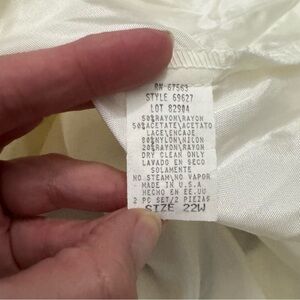 RN 67563
STYLE 69627
LOT 82904
50%RAYON\RAYON
50%ACETATE\ACETATO
LACE\ENCAJE
80%NYLON\NICON
20%RAYON\RAYON
DRY CLEAN ONLY
LAVADO EN SECO
SOLAMENTE
NO STEAM\NO VAPOR
MADE IN U.S.A
HECHO EN EE.UU
2 PC SET/2 PIEZAS
SIZE 22W